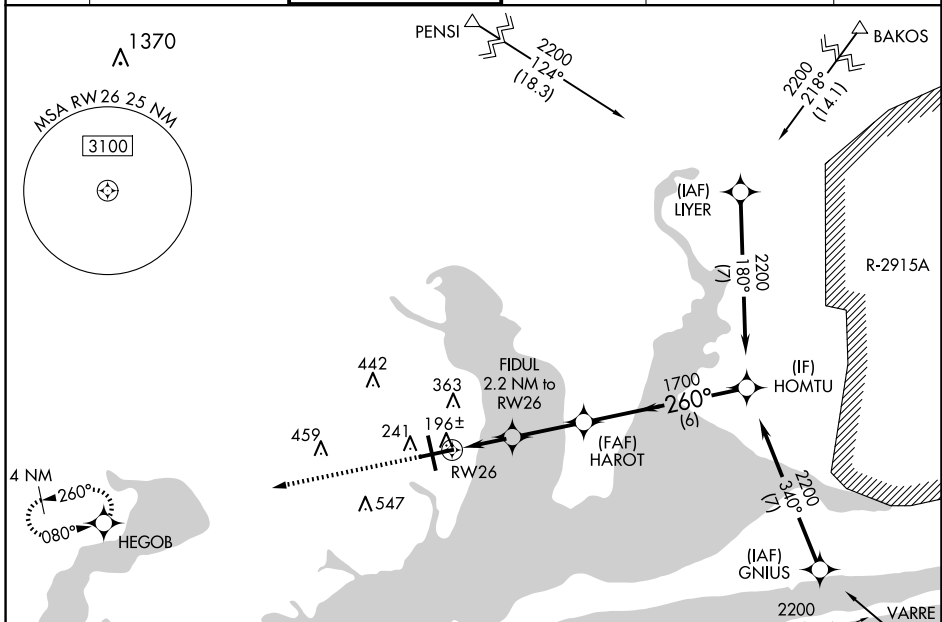 1370
MSA RW26 25 NM
3100
PENSI
2200
124°
(18.3)
BAKOS
2200
218°
(14.1)
(IAF)
LIYER
2200
180°
(7)
R-2915A
(IF)
HOMTU
1700
260°
(6)
FIDUL
2.2 NM to
RW26
(FAF)
HAROT
442
363
459
241
196±
RW26
547
4 NM
260°
080°
HEGOB
2200
340°
(7)
(IAF)
GNIUS
2200
VARRE